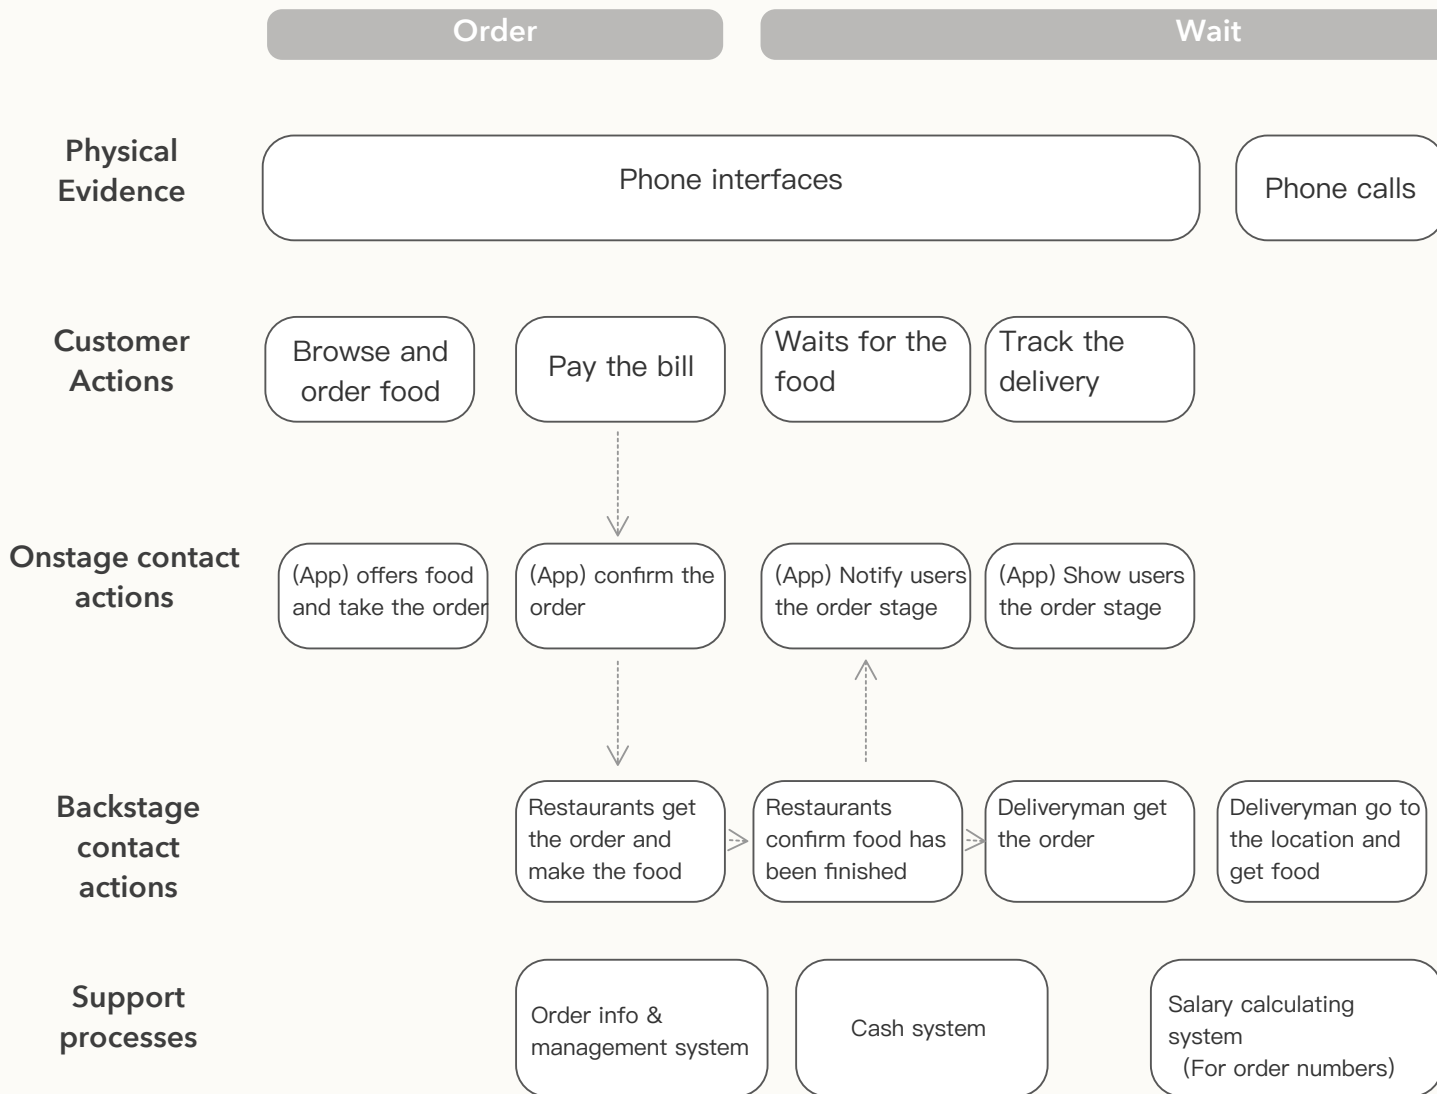 Order
Wait
Physical
Evidence
Phone interfaces
Phone calls
Customer
Actions
Browse and
order food
Pay the bill
Waits for the
food
Track the
delivery
Onstage contact
actions
(App) offers food
and take the order
(App) confirm the
order
(App) Notify users
the order stage
(App) Show users
the order stage
Backstage
contact
actions
Restaurants get
the order and
make the food
Restaurants
confirm food has
been finished
Deliveryman get
the order
Deliveryman go to
the location and
get food
Support
processes
Order info &
management system
Cash system
Salary calculating
system
(For order numbers)